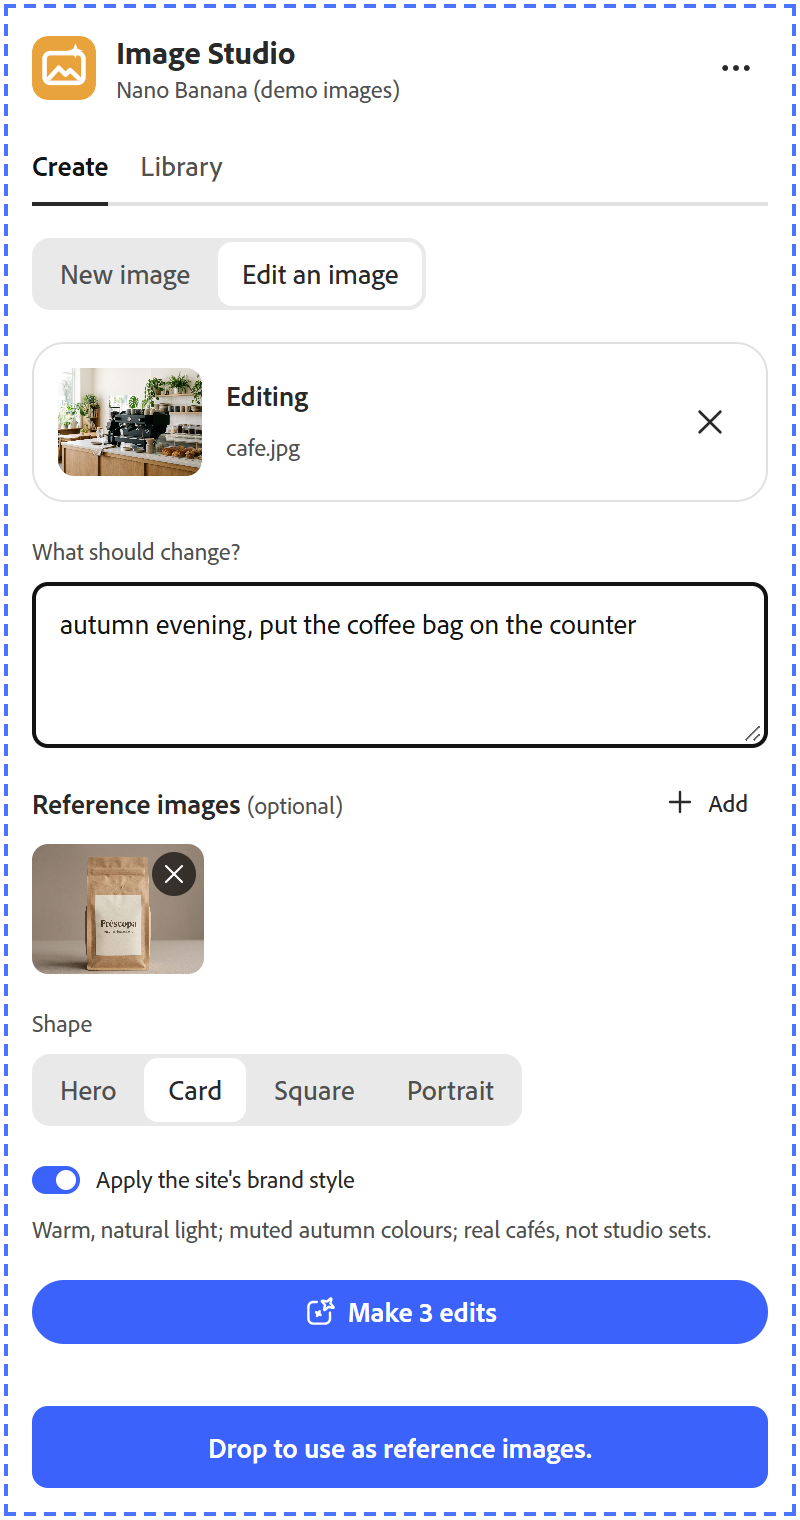 Image Studio
Nano Banana (demo images)
Create
Library
New image
Edit an image
Editing
cafe.jpg
What should change?
autumn evening, put the coffee bag on the counter
Reference images (optional)
Add
Fréscopa
Shape
Hero
Card
Square
Portrait
Apply the site's brand style
Warm, natural light; muted autumn colours; real cafés, not studio sets.
Make 3 edits
Drop to use as reference images.